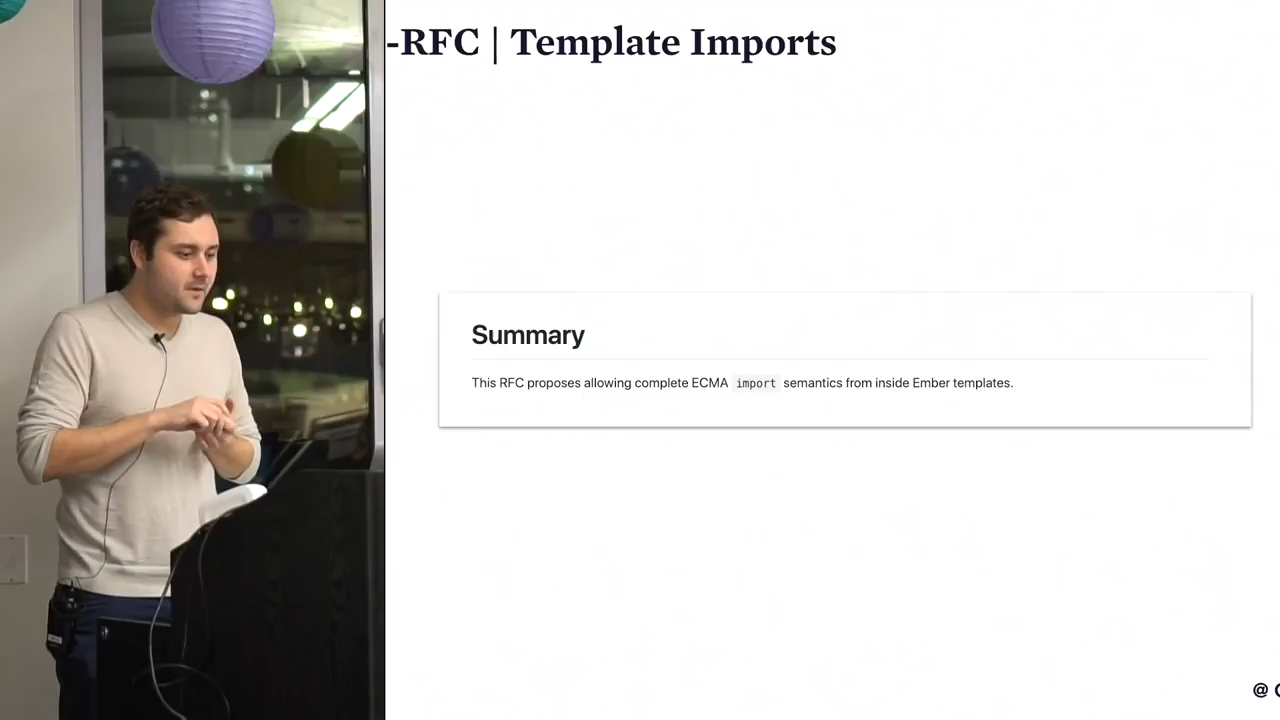 -RFC | Template Imports
Summary
This RFC proposes allowing complete ECMA import semantics from inside Ember templates.
@